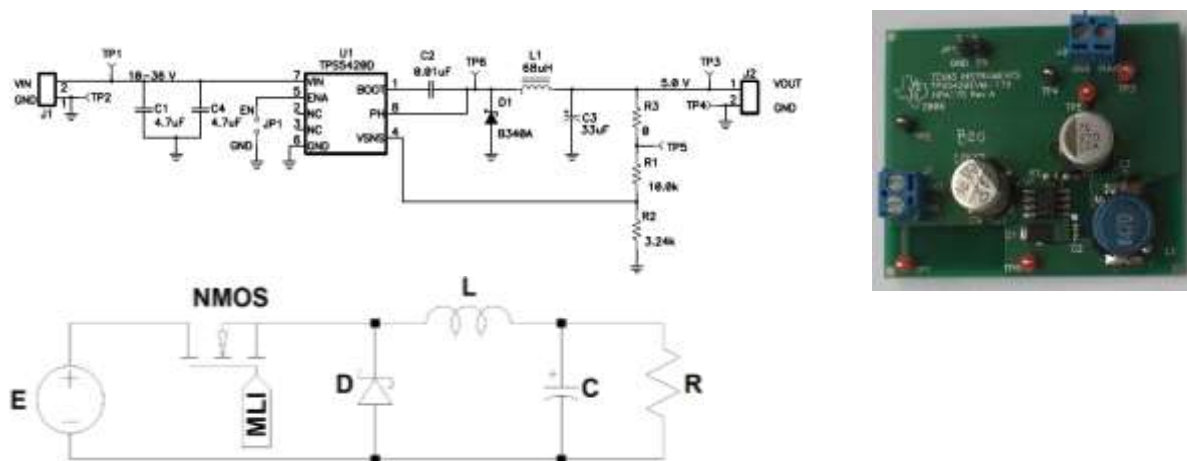 U1
TPS5420D
TP1
10-36 V
VIN
GND
J1
2
1
TP2
C1
4.7uF
C4
4.7uF
EN
JP1
GND
7
VIN
5
ENA
2
NC
3
NC
6
GND
BOOT
1
PH
8
VSNS
4
C2
0.01uF
TP6
L1
68uH
D1
B340A
C3
33uF
5.0 V
TP3
J2
1
2
VOUT
GND
TP4
R3
0
TP5
R1
10.0k
R2
3.24k
NMOS
L
E
MLI
D
C
R
TEXAS INSTRUMENTS